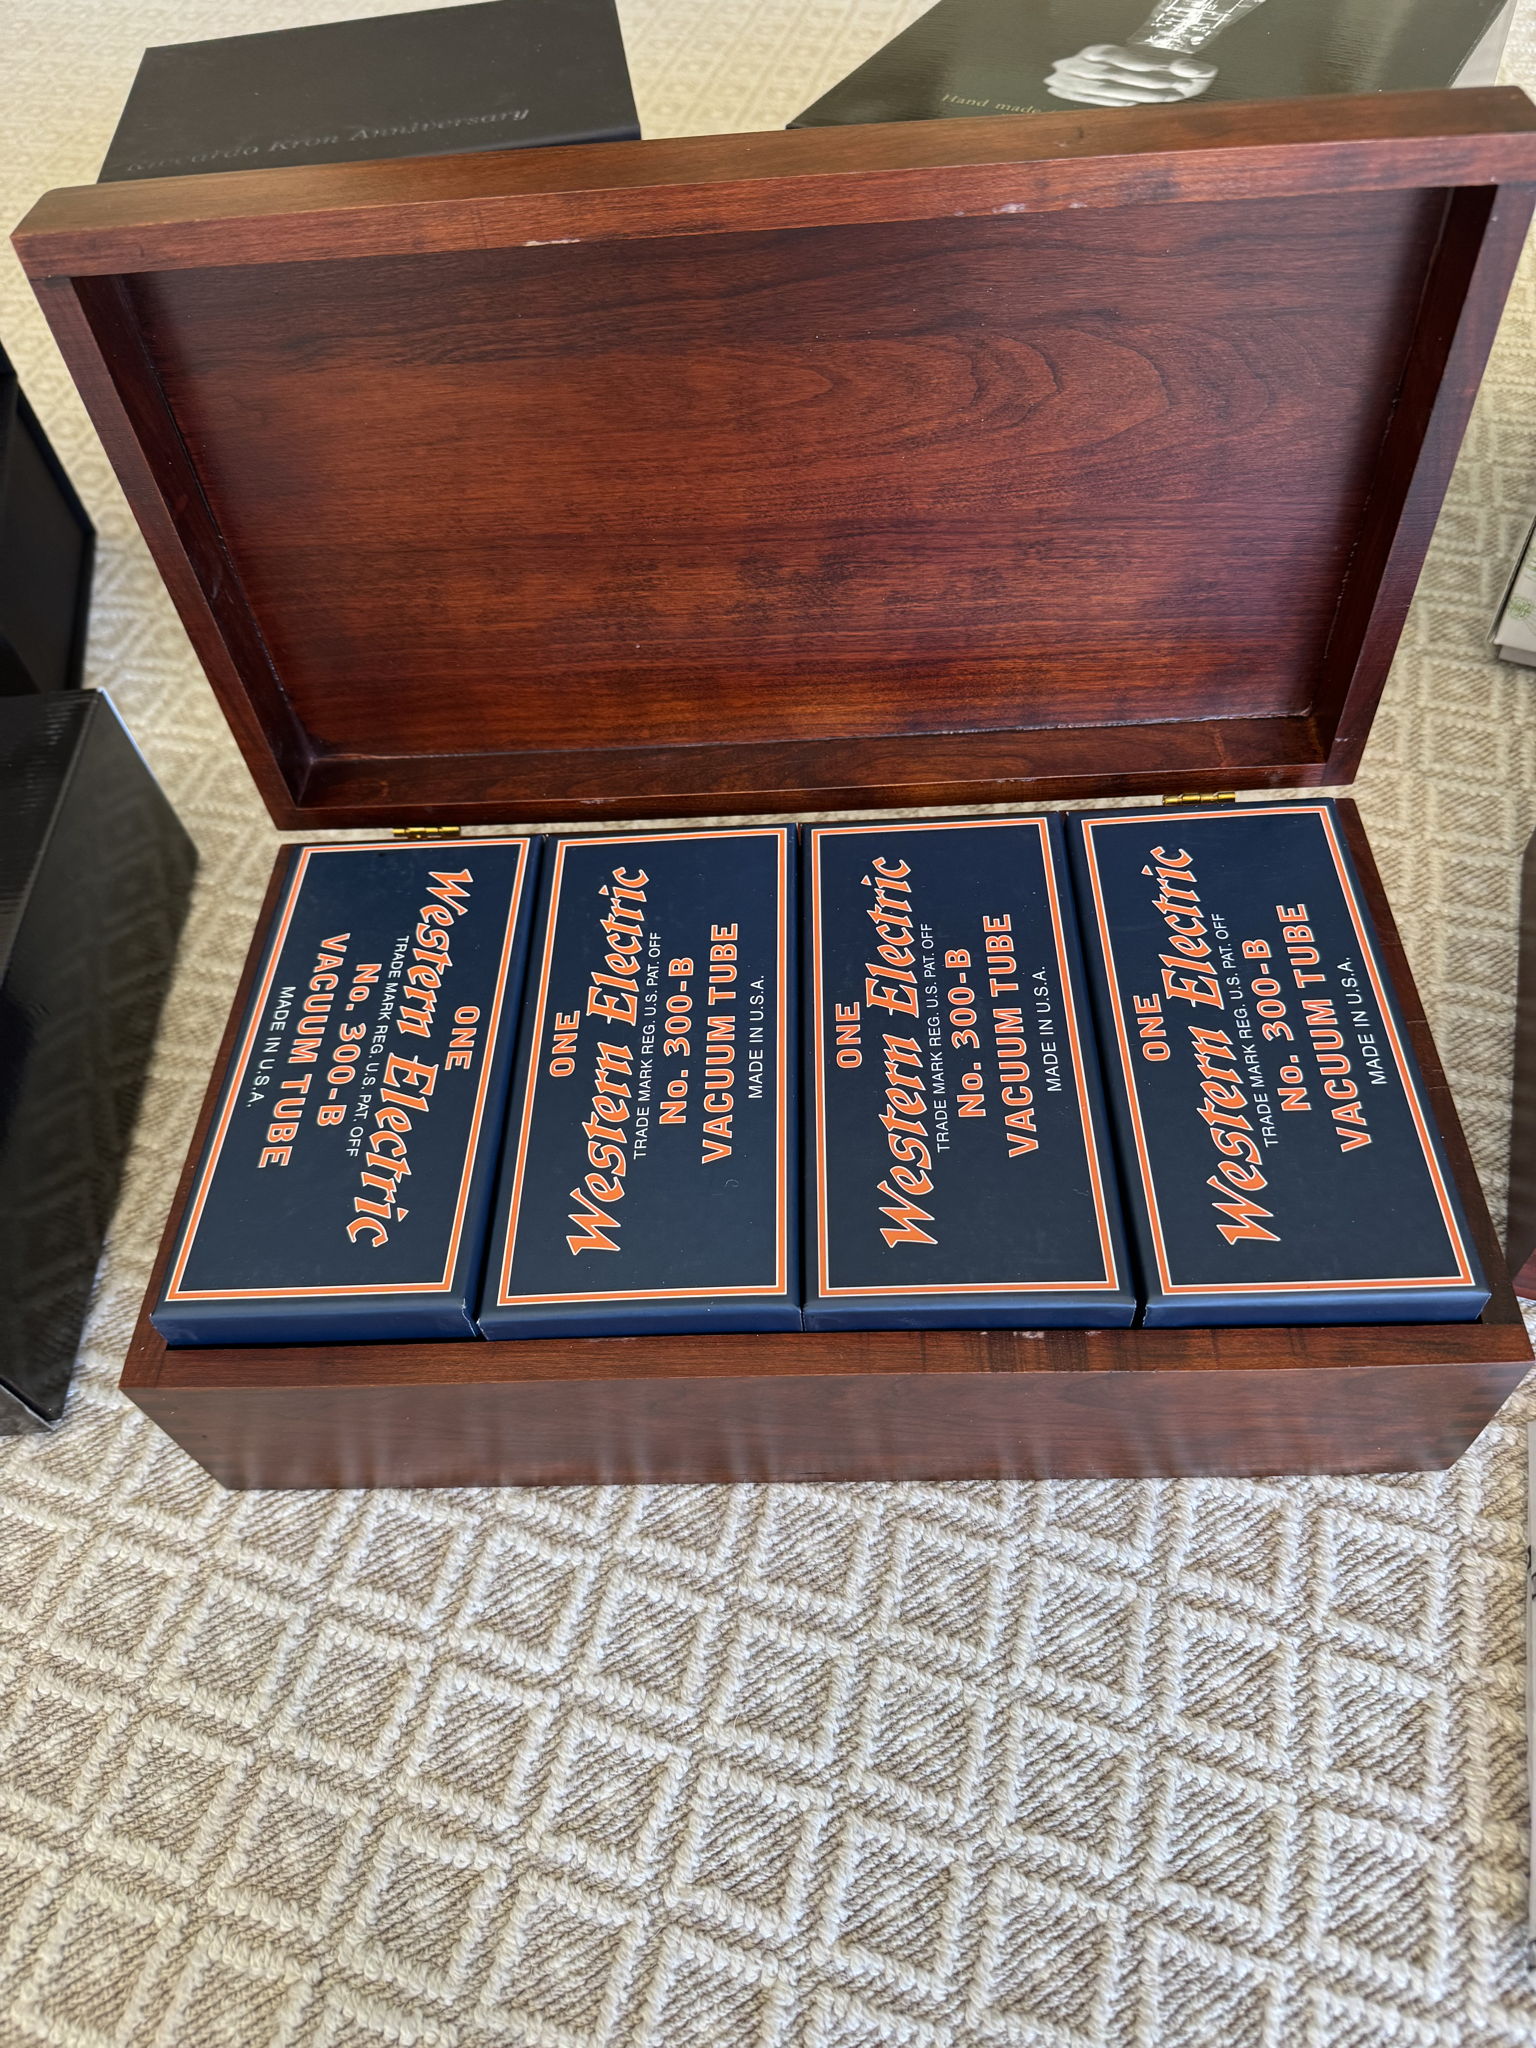 Riccardo Kron Anniversary
Hand made
ONE
Western Electric
TRADE MARK REG. U.S. PAT. OFF
No. 300-B
VACUUM TUBE
MADE IN U.S.A.
ONE
Western Electric
TRADE MARK REG. U.S. PAT. OFF
No. 300-B
VACUUM TUBE
MADE IN U.S.A.
ONE
Western Electric
TRADE MARK REG. U.S. PAT. OFF
No. 300-B
VACUUM TUBE
MADE IN U.S.A.
ONE
Western Electric
TRADE MARK REG. U.S. PAT. OFF
No. 300-B
VACUUM TUBE
MADE IN U.S.A.